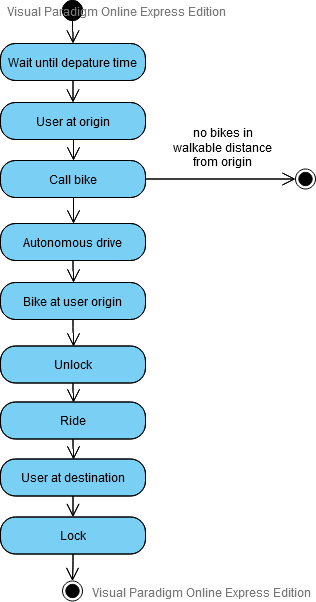 Visual Paradigm Online Express Edition
Wait until depature time
User at origin
no bikes in
walkable distance
from origin
Call bike
Autonomous drive
Bike at user origin
Unlock
Ride
User at destination
Lock
Visual Paradigm Online Express Edition